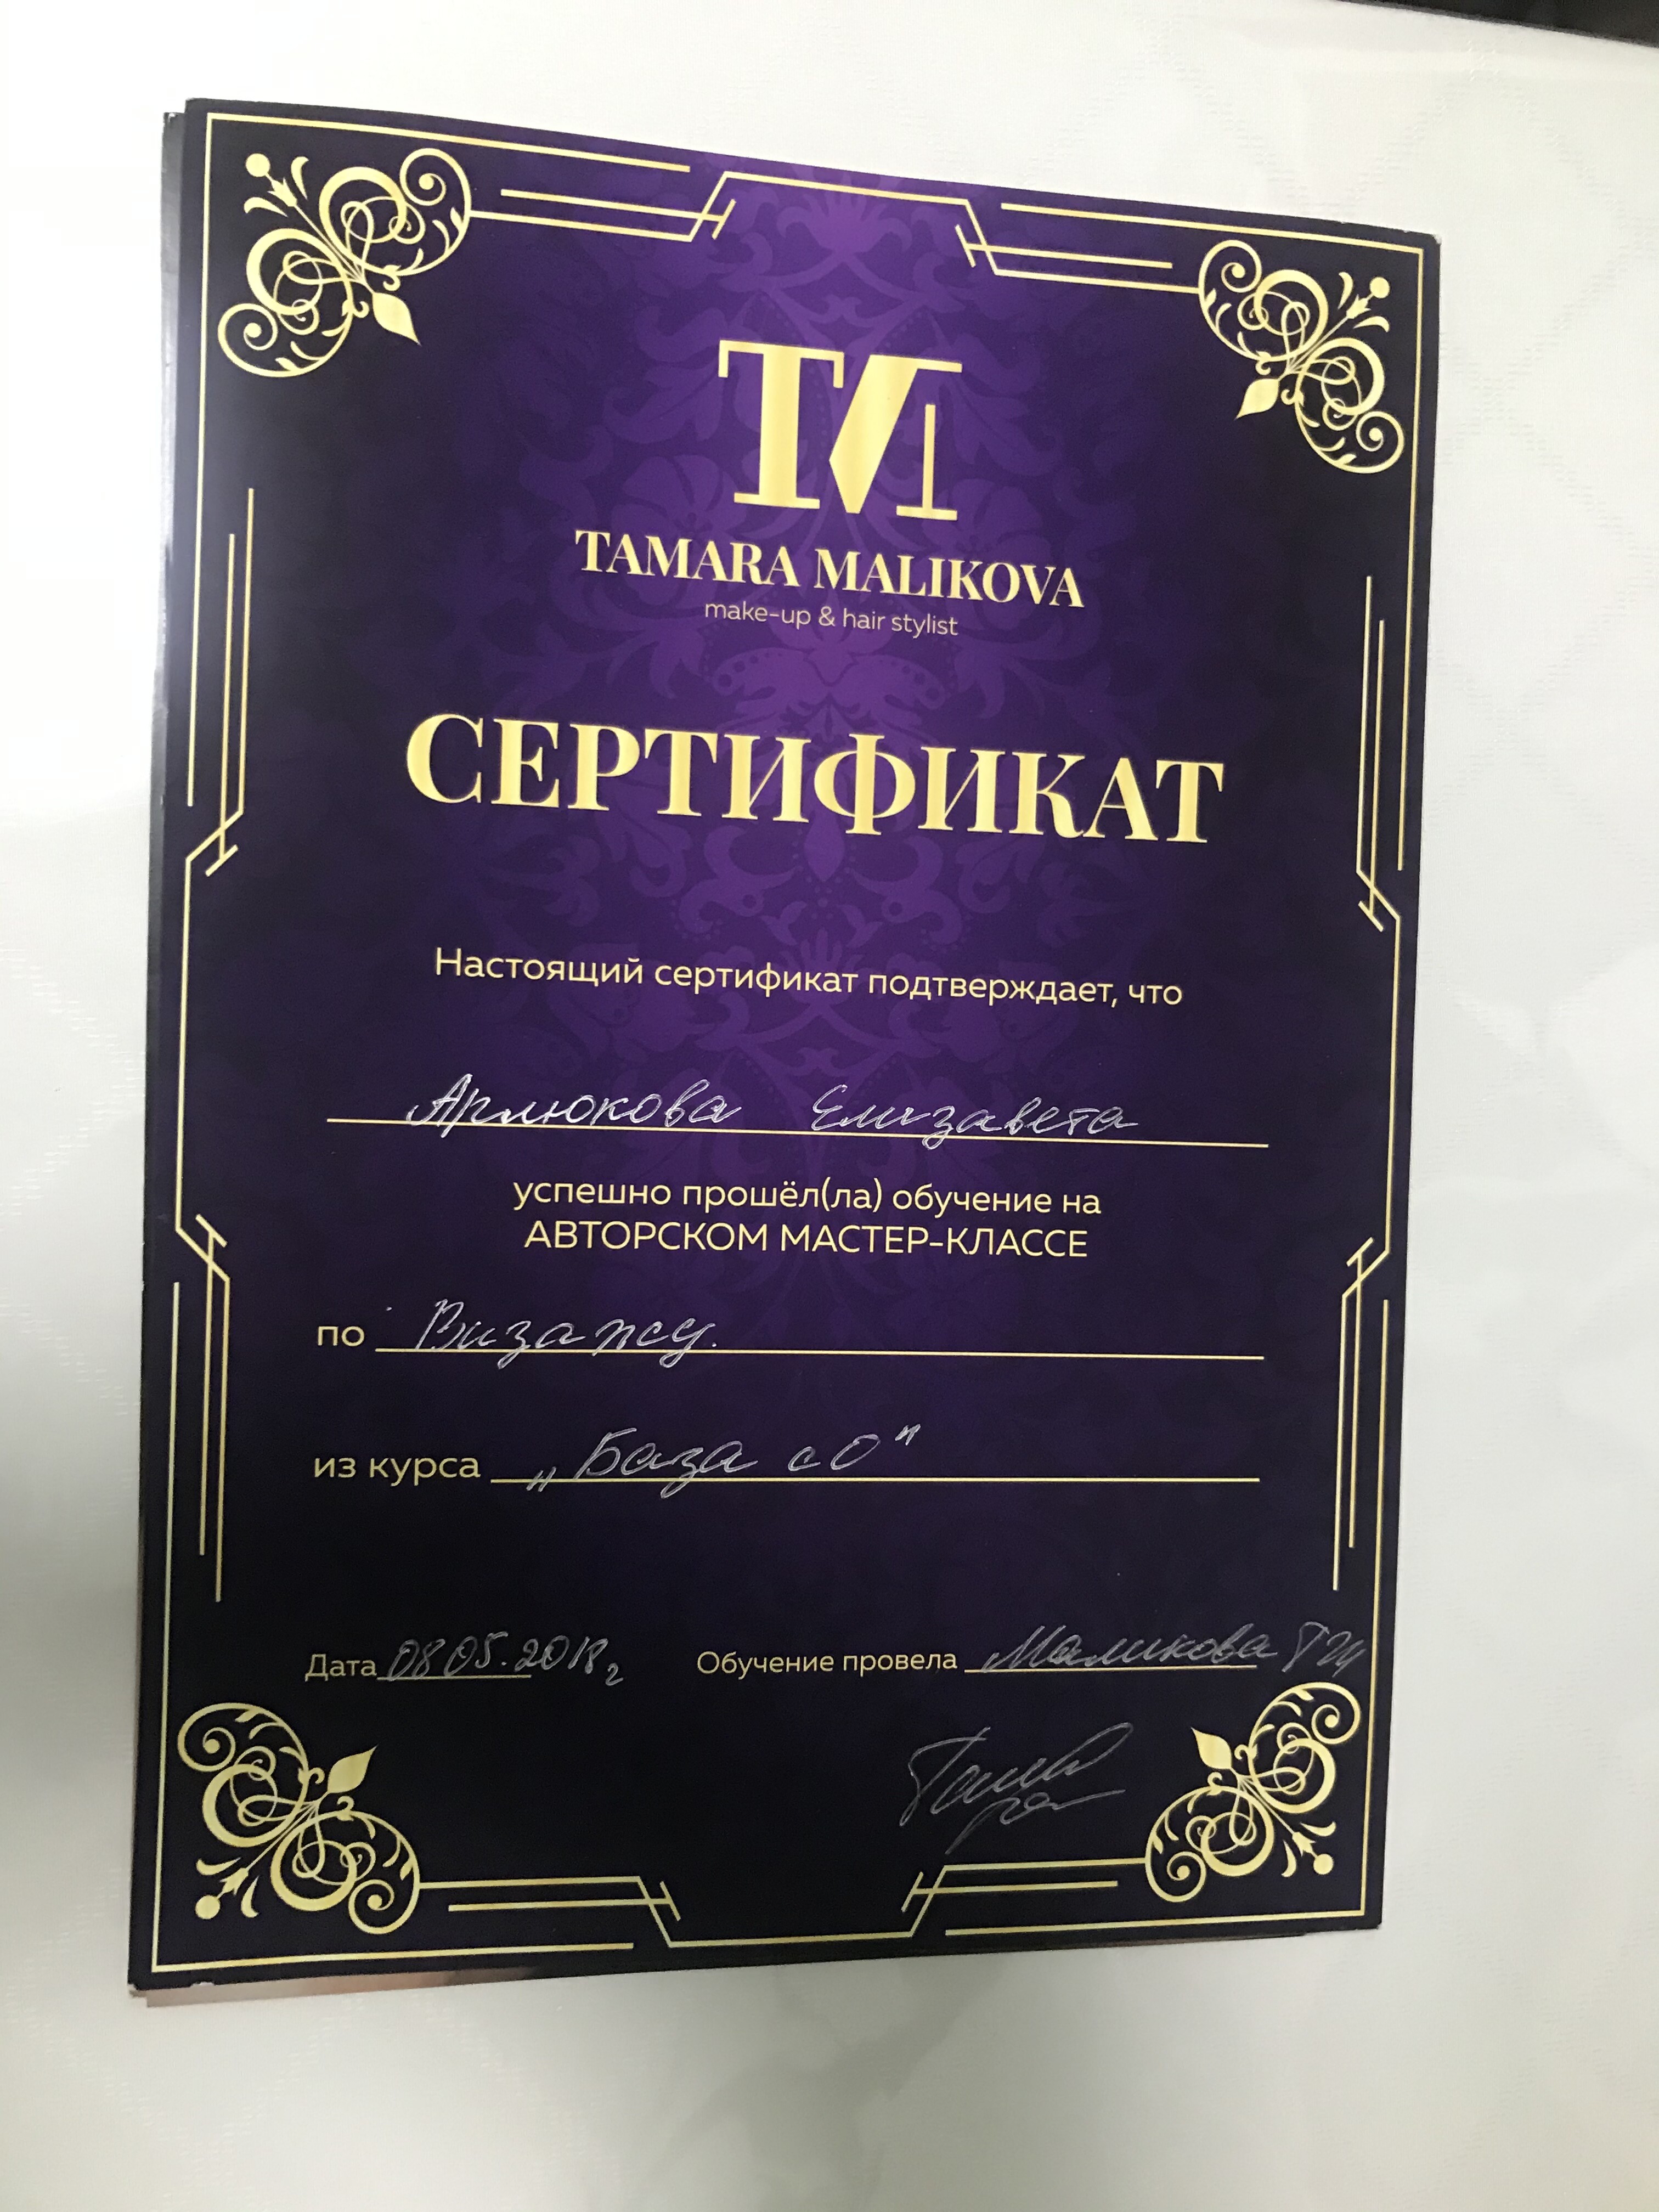 TM
TAMARA MALIKOVA
make-up & hair stylist
СЕРТИФИКАТ
Настоящий сертификат подтверждает, что
Арлюкова Елизавета
успешно прошёл(ла) обучение на
АВТОРСКОМ МАСТЕР-КЛАССЕ
по Визажу.
из курса „База с 0"
Дата 08 05. 2018г Обучение провела Маликова